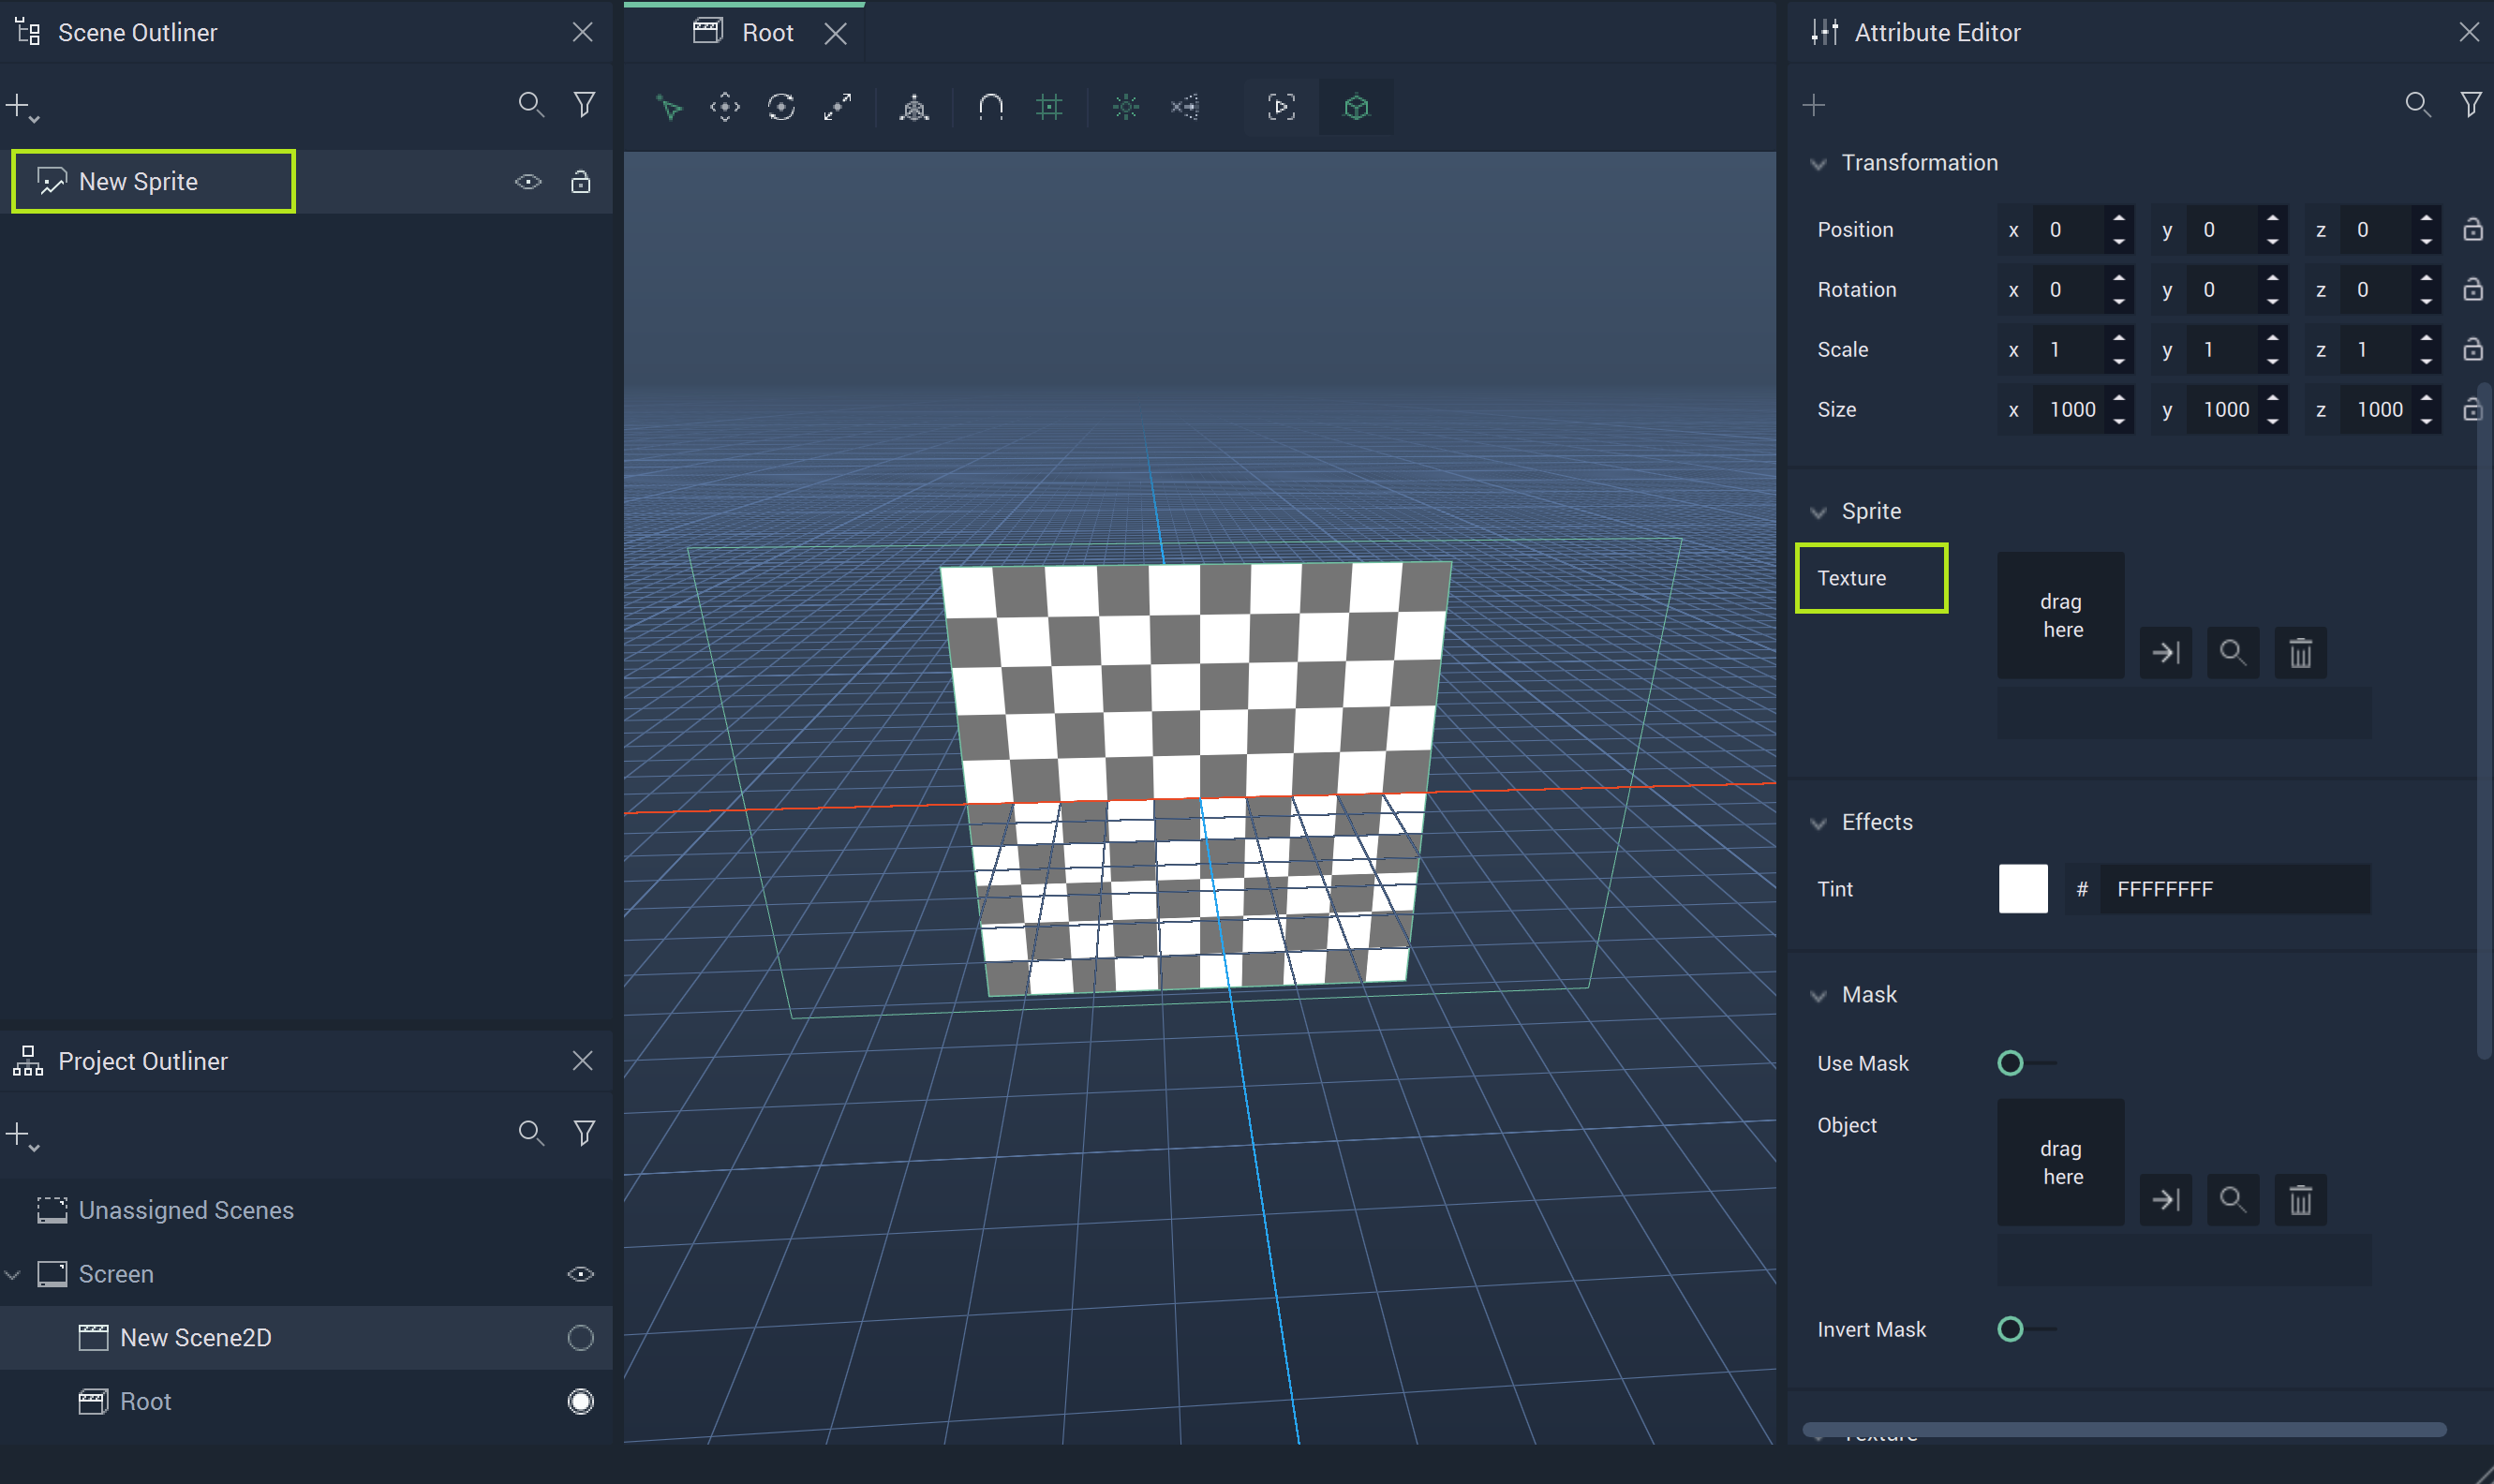 Scene Outliner
New Sprite
Project Outliner
Unassigned Scenes
Screen
New Scene2D
Root
Root
Attribute Editor
Transformation
Position x 0 y 0 z 0
Rotation x 0 y 0 z 0
Scale x 1 y 1 z 1
Size x 1000 y 1000 z 1000
Sprite
Texture
drag
here
Effects
Tint # FFFFFFFF
Mask
Use Mask
Object
drag
here
Invert Mask
Texture